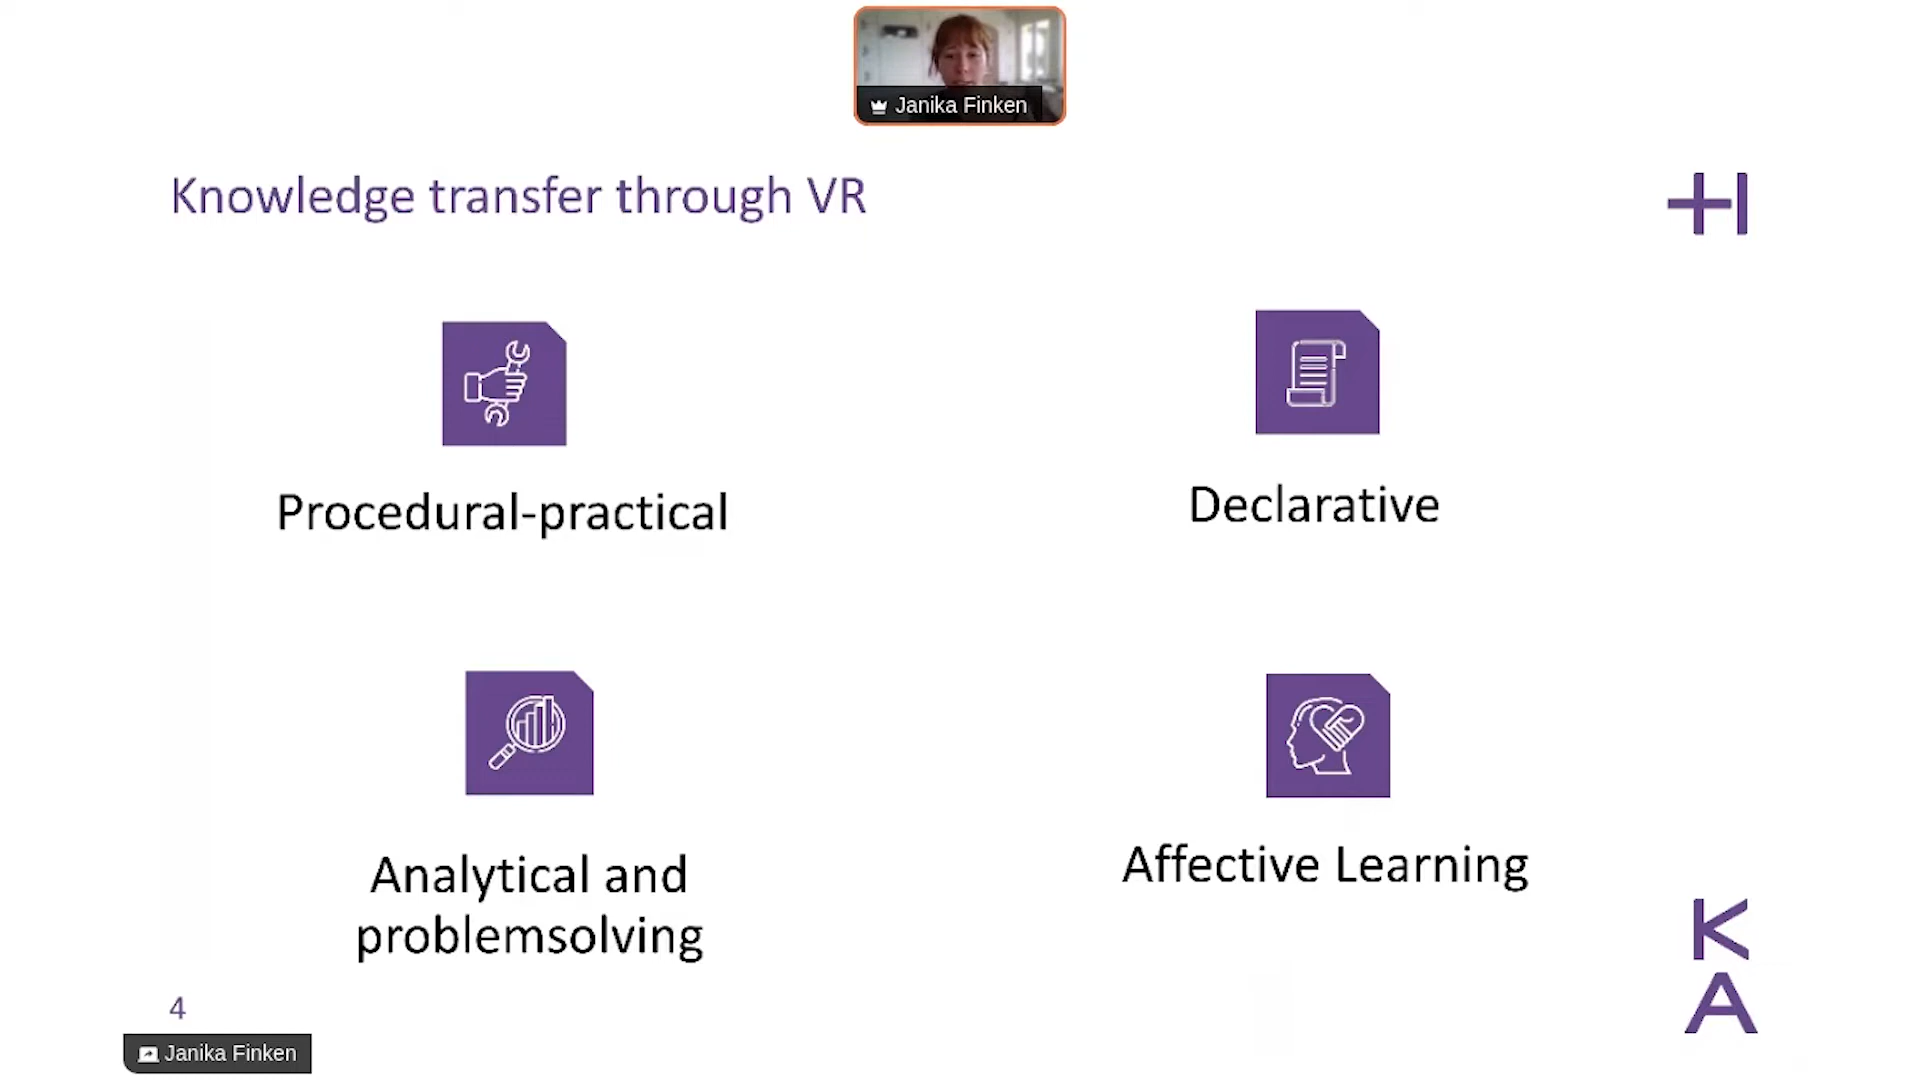 Janika Finken
Knowledge transfer through VR
H
Procedural-practical
Declarative
Analytical and
problemsolving
Affective Learning
K
A
4
Janika Finken